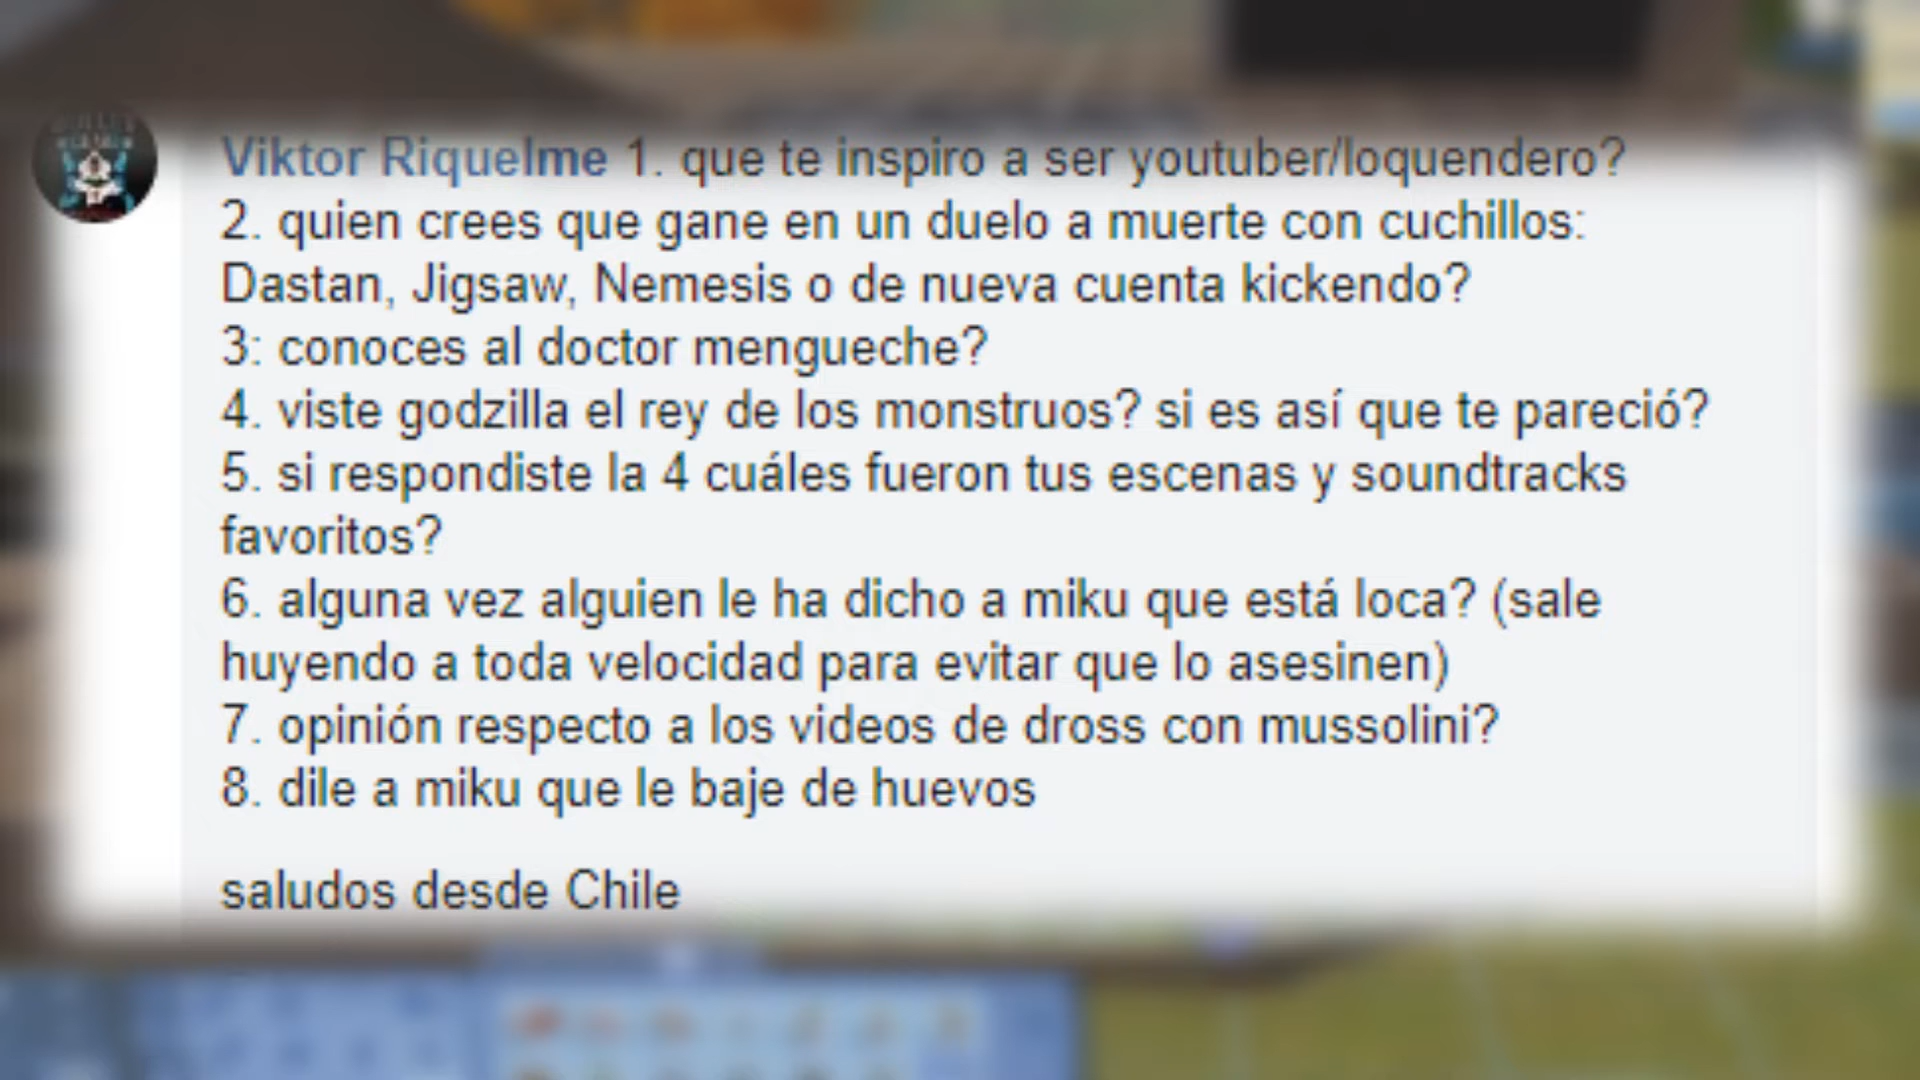 Viktor Riquelme 1. que te inspiro a ser youtuber/loquendero?
2. quien crees que gane en un duelo a muerte con cuchillos:
Dastan, Jigsaw, Nemesis o de nueva cuenta kickendo?
3: conoces al doctor mengueche?
4. viste godzilla el rey de los monstruos? si es así que te pareció?
5. si respondiste la 4 cuáles fueron tus escenas y soundtracks
favoritos?
6. alguna vez alguien le ha dicho a miku que está loca? (sale
huyendo a toda velocidad para evitar que lo asesinen)
7. opinión respecto a los videos de dross con mussolini?
8. dile a miku que le baje de huevos
saludos desde Chile